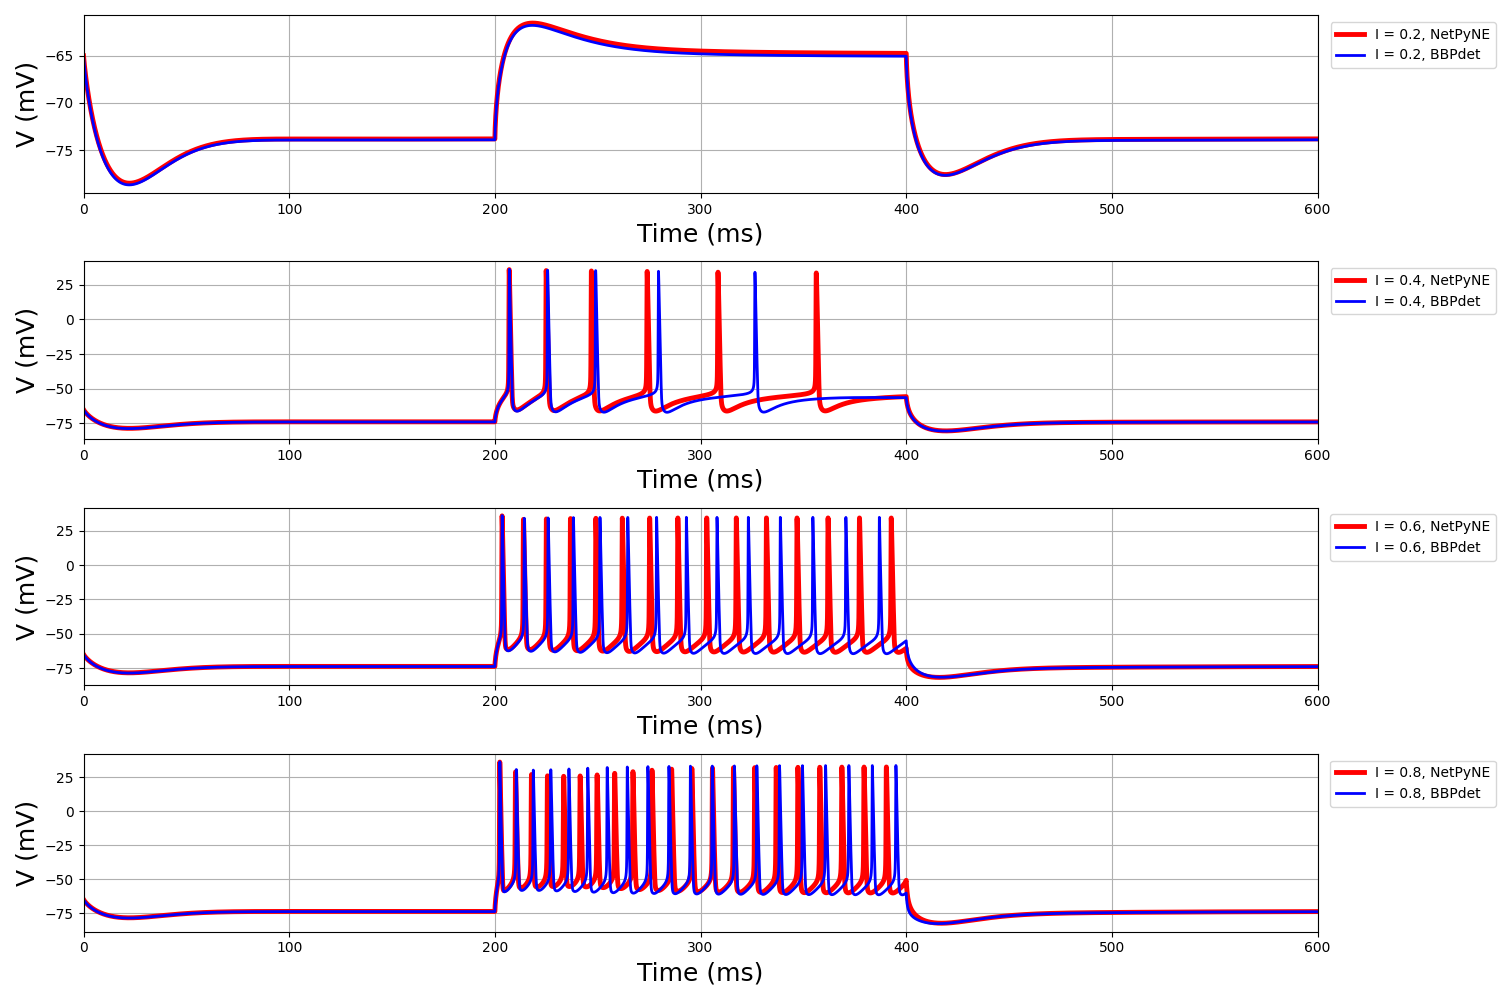 V (mV)
−65
−70
−75
0 100 200 300 400 500 600
Time (ms)
I = 0.2, NetPyNE
I = 0.2, BBPdet
V (mV)
25
0
−25
−50
−75
0 100 200 300 400 500 600
Time (ms)
I = 0.4, NetPyNE
I = 0.4, BBPdet
V (mV)
25
0
−25
−50
−75
0 100 200 300 400 500 600
Time (ms)
I = 0.6, NetPyNE
I = 0.6, BBPdet
V (mV)
25
0
−25
−50
−75
0 100 200 300 400 500 600
Time (ms)
I = 0.8, NetPyNE
I = 0.8, BBPdet